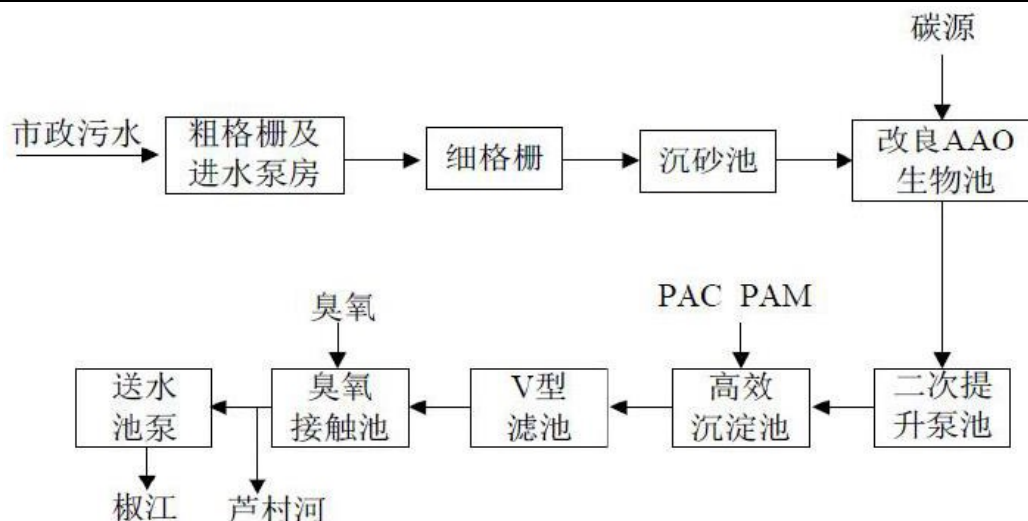 碳源
市政污水
粗格栅及
进水泵房
细格栅
沉砂池
改良AAO
生物池
PAC PAM
臭氧
送水
池泵
臭氧
接触池
V型
滤池
高效
沉淀池
二次提
升泵池
椒江
芦村河